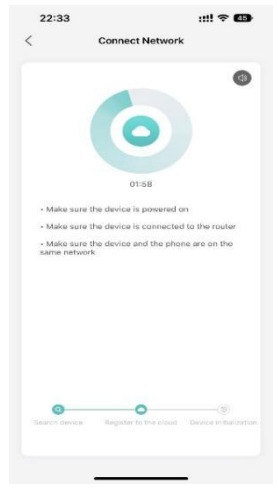 22:33
45
Connect Network
01:58
- Make sure the device is powered on
- Make sure the device is connected to the router
- Make sure the device and the phone are on the
same network
Search device Register to the cloud Device initialization